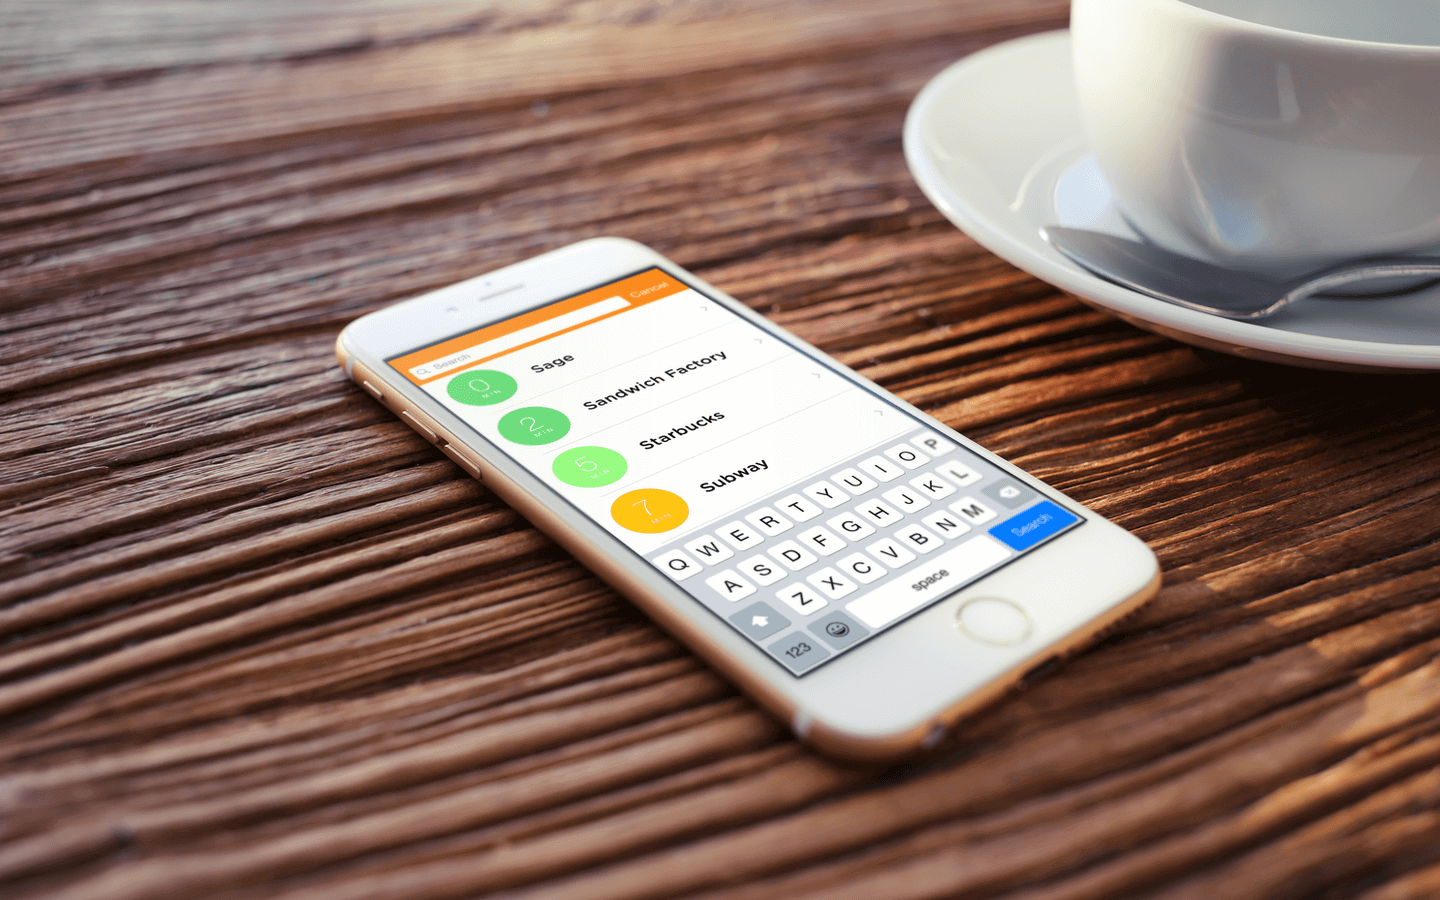 Search
Cancel
0
MIN
Sage
2
MIN
Sandwich Factory
5
MIN
Starbucks
7
MIN
Subway
Q W E R T Y U I O P
A S D F G H J K L
Z X C V B N M
123
space
Search